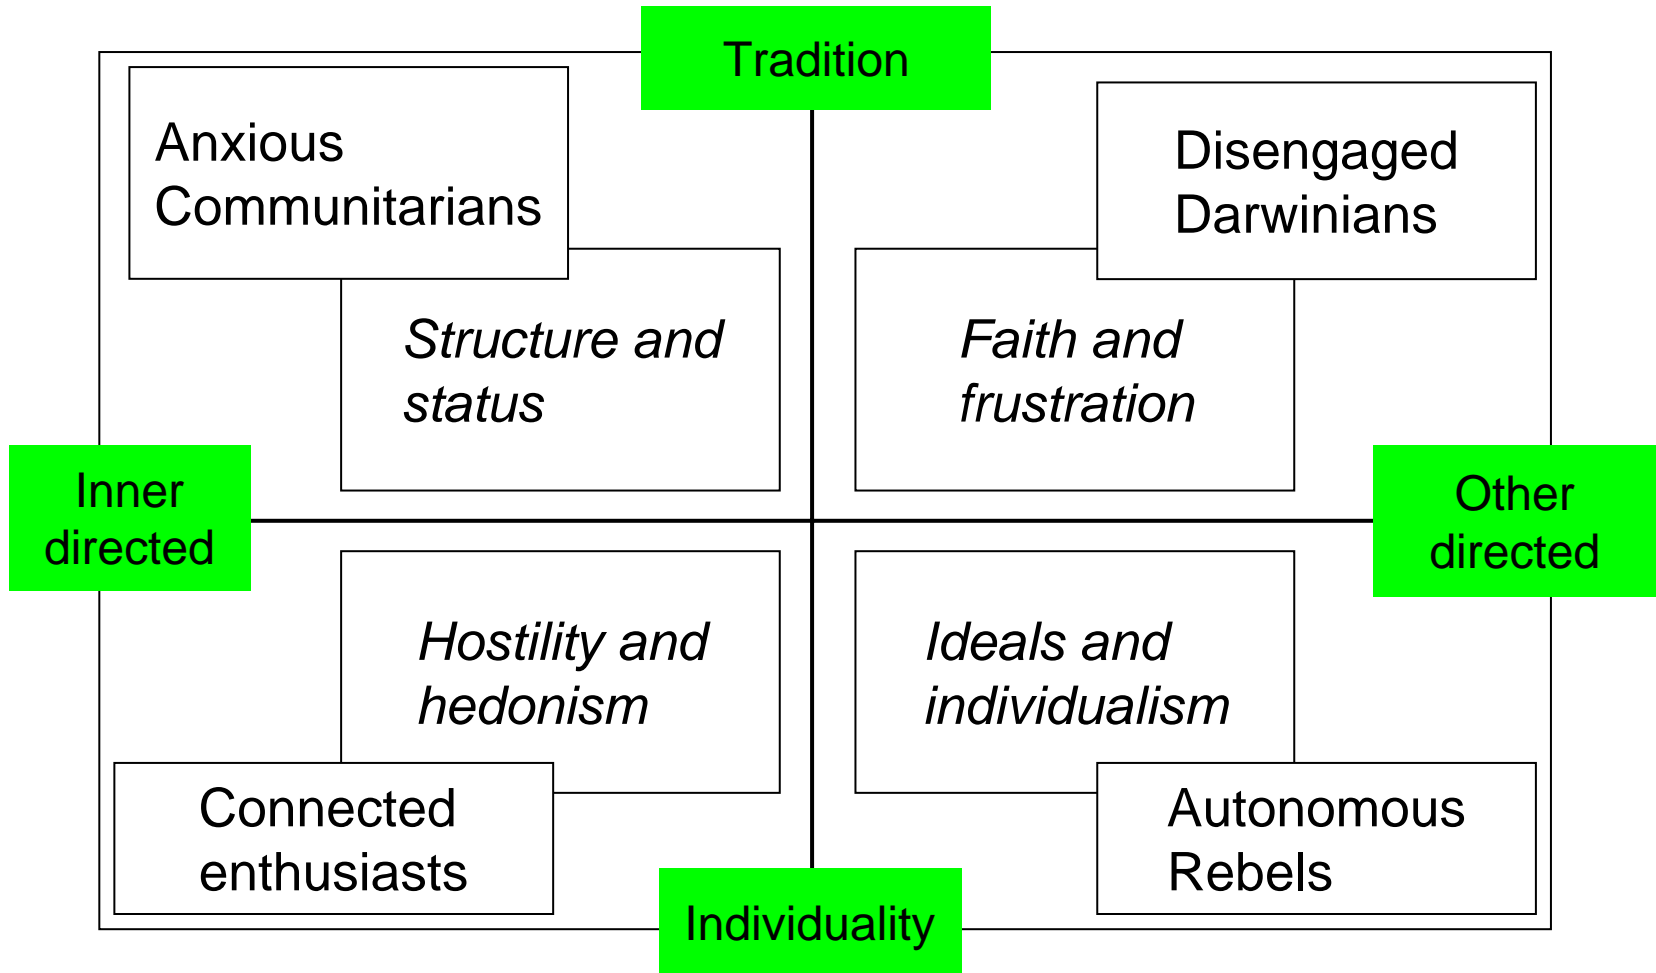 Tradition
Anxious
Communitarians
Disengaged
Darwinians
Structure and
status
Faith and
frustration
Inner
directed
Other
directed
Hostility and
hedonism
Ideals and
individualism
Connected
enthusiasts
Autonomous
Rebels
Individuality